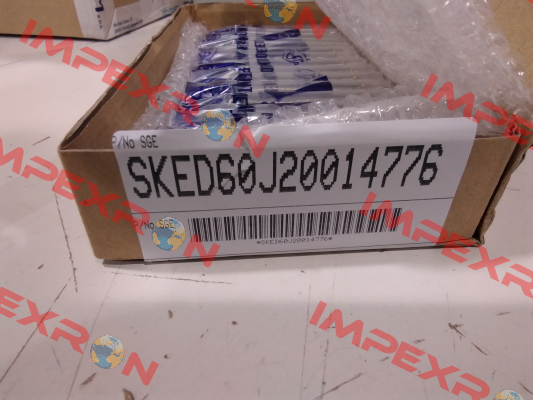 P/No SGE
SKED60J20014776
P/No SGE
*SKED60J20014776*
IMPEXRON
IMPEXRON
IMPEXRON
IMPEXRON
IMPEXRON